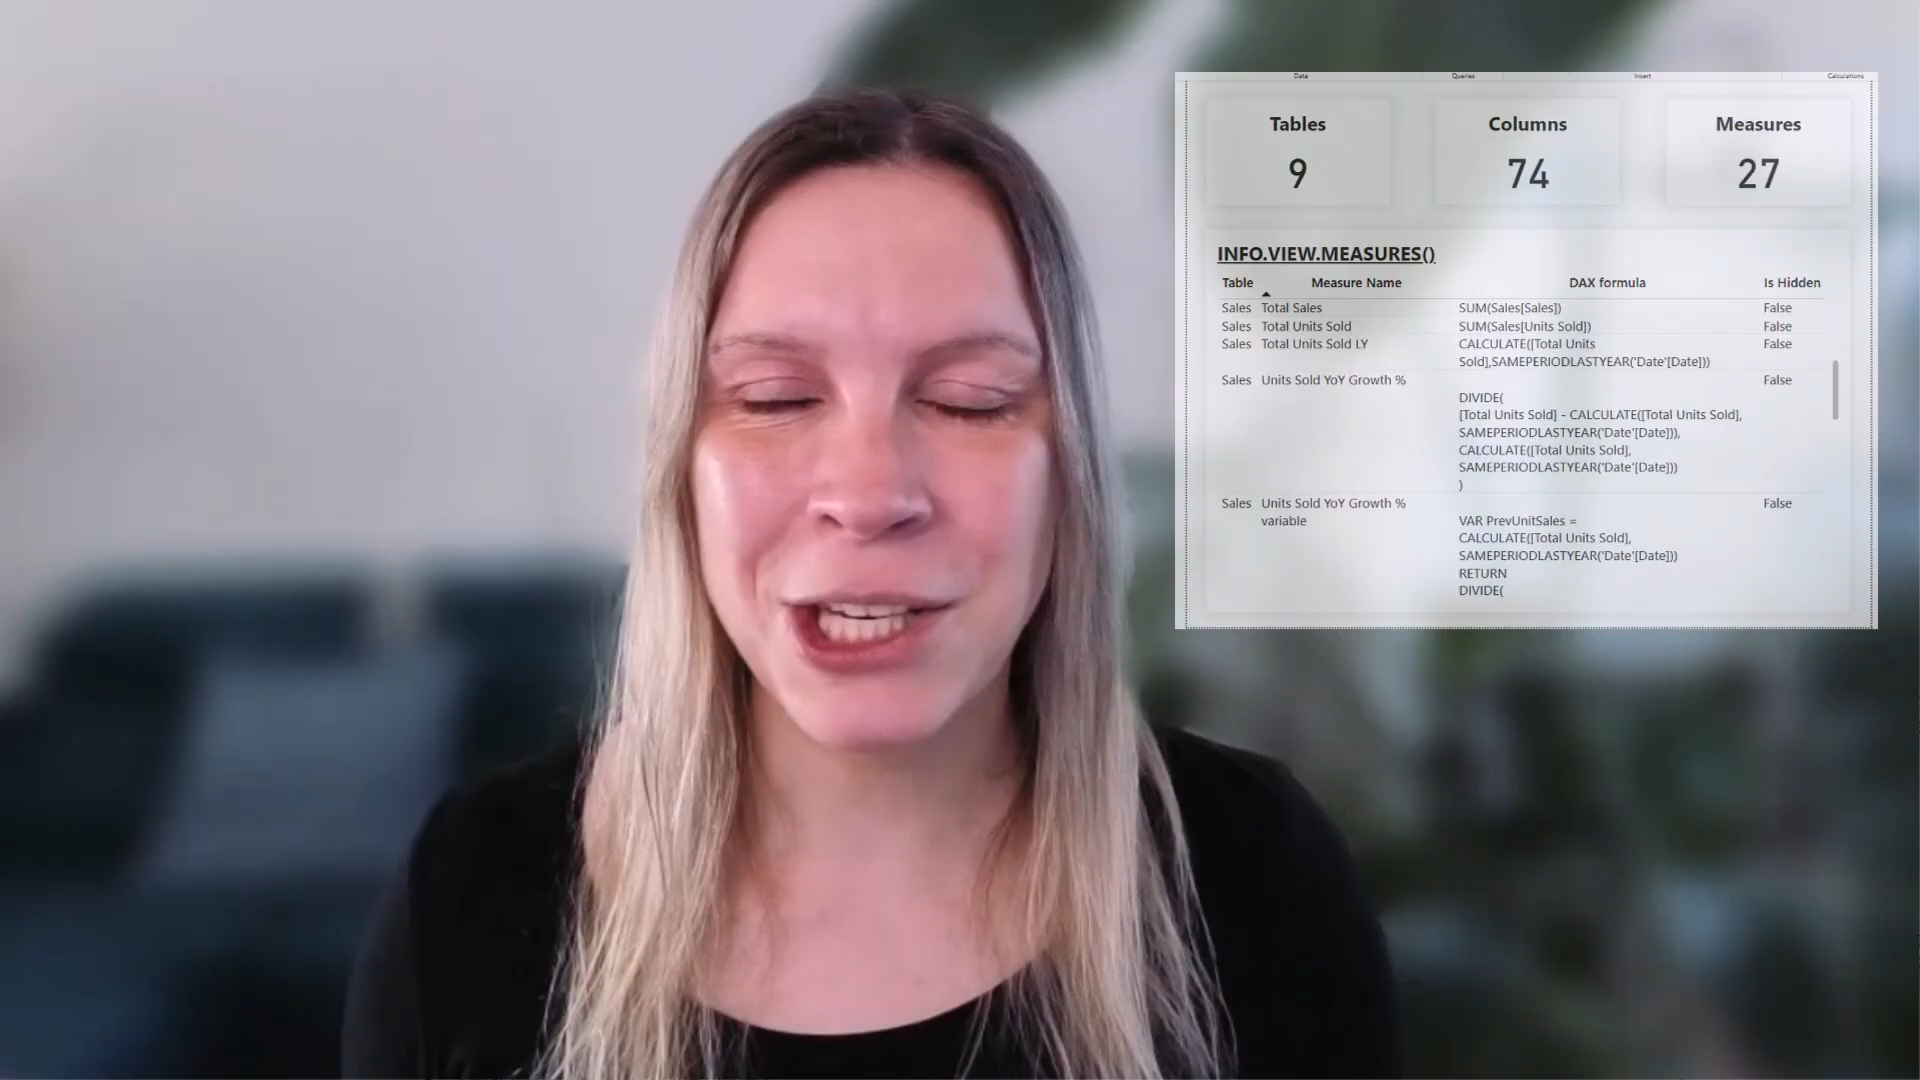 Data Queries Insert Calculations
Tables Columns Measures
9 74 27
INFO.VIEW.MEASURES()
Table Measure Name DAX formula Is Hidden
Sales Total Sales SUM(Sales[Sales]) False
Sales Total Units Sold SUM(Sales[Units Sold]) False
Sales Total Units Sold LY CALCULATE([Total Units False
Sold],SAMEPERIODLASTYEAR('Date'[Date]))
Sales Units Sold YoY Growth % False
DIVIDE(
[Total Units Sold] - CALCULATE([Total Units Sold],
SAMEPERIODLASTYEAR('Date'[Date])),
CALCULATE([Total Units Sold],
SAMEPERIODLASTYEAR('Date'[Date]))
)
Sales Units Sold YoY Growth % False
variable VAR PrevUnitSales =
CALCULATE([Total Units Sold],
SAMEPERIODLASTYEAR('Date'[Date]))
RETURN
DIVIDE(